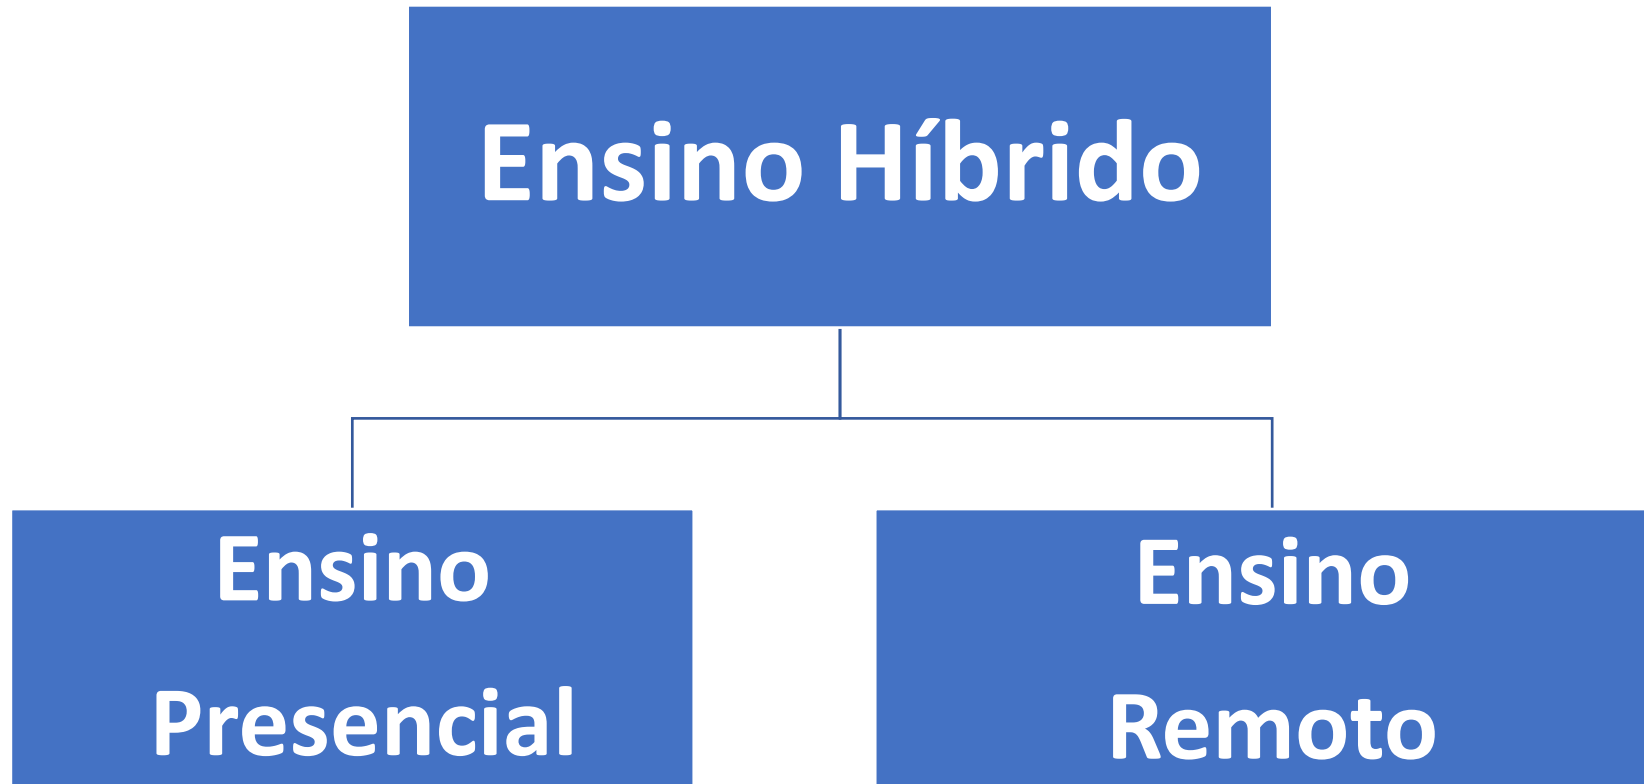 Ensino Híbrido
Ensino
Presencial
Ensino
Remoto